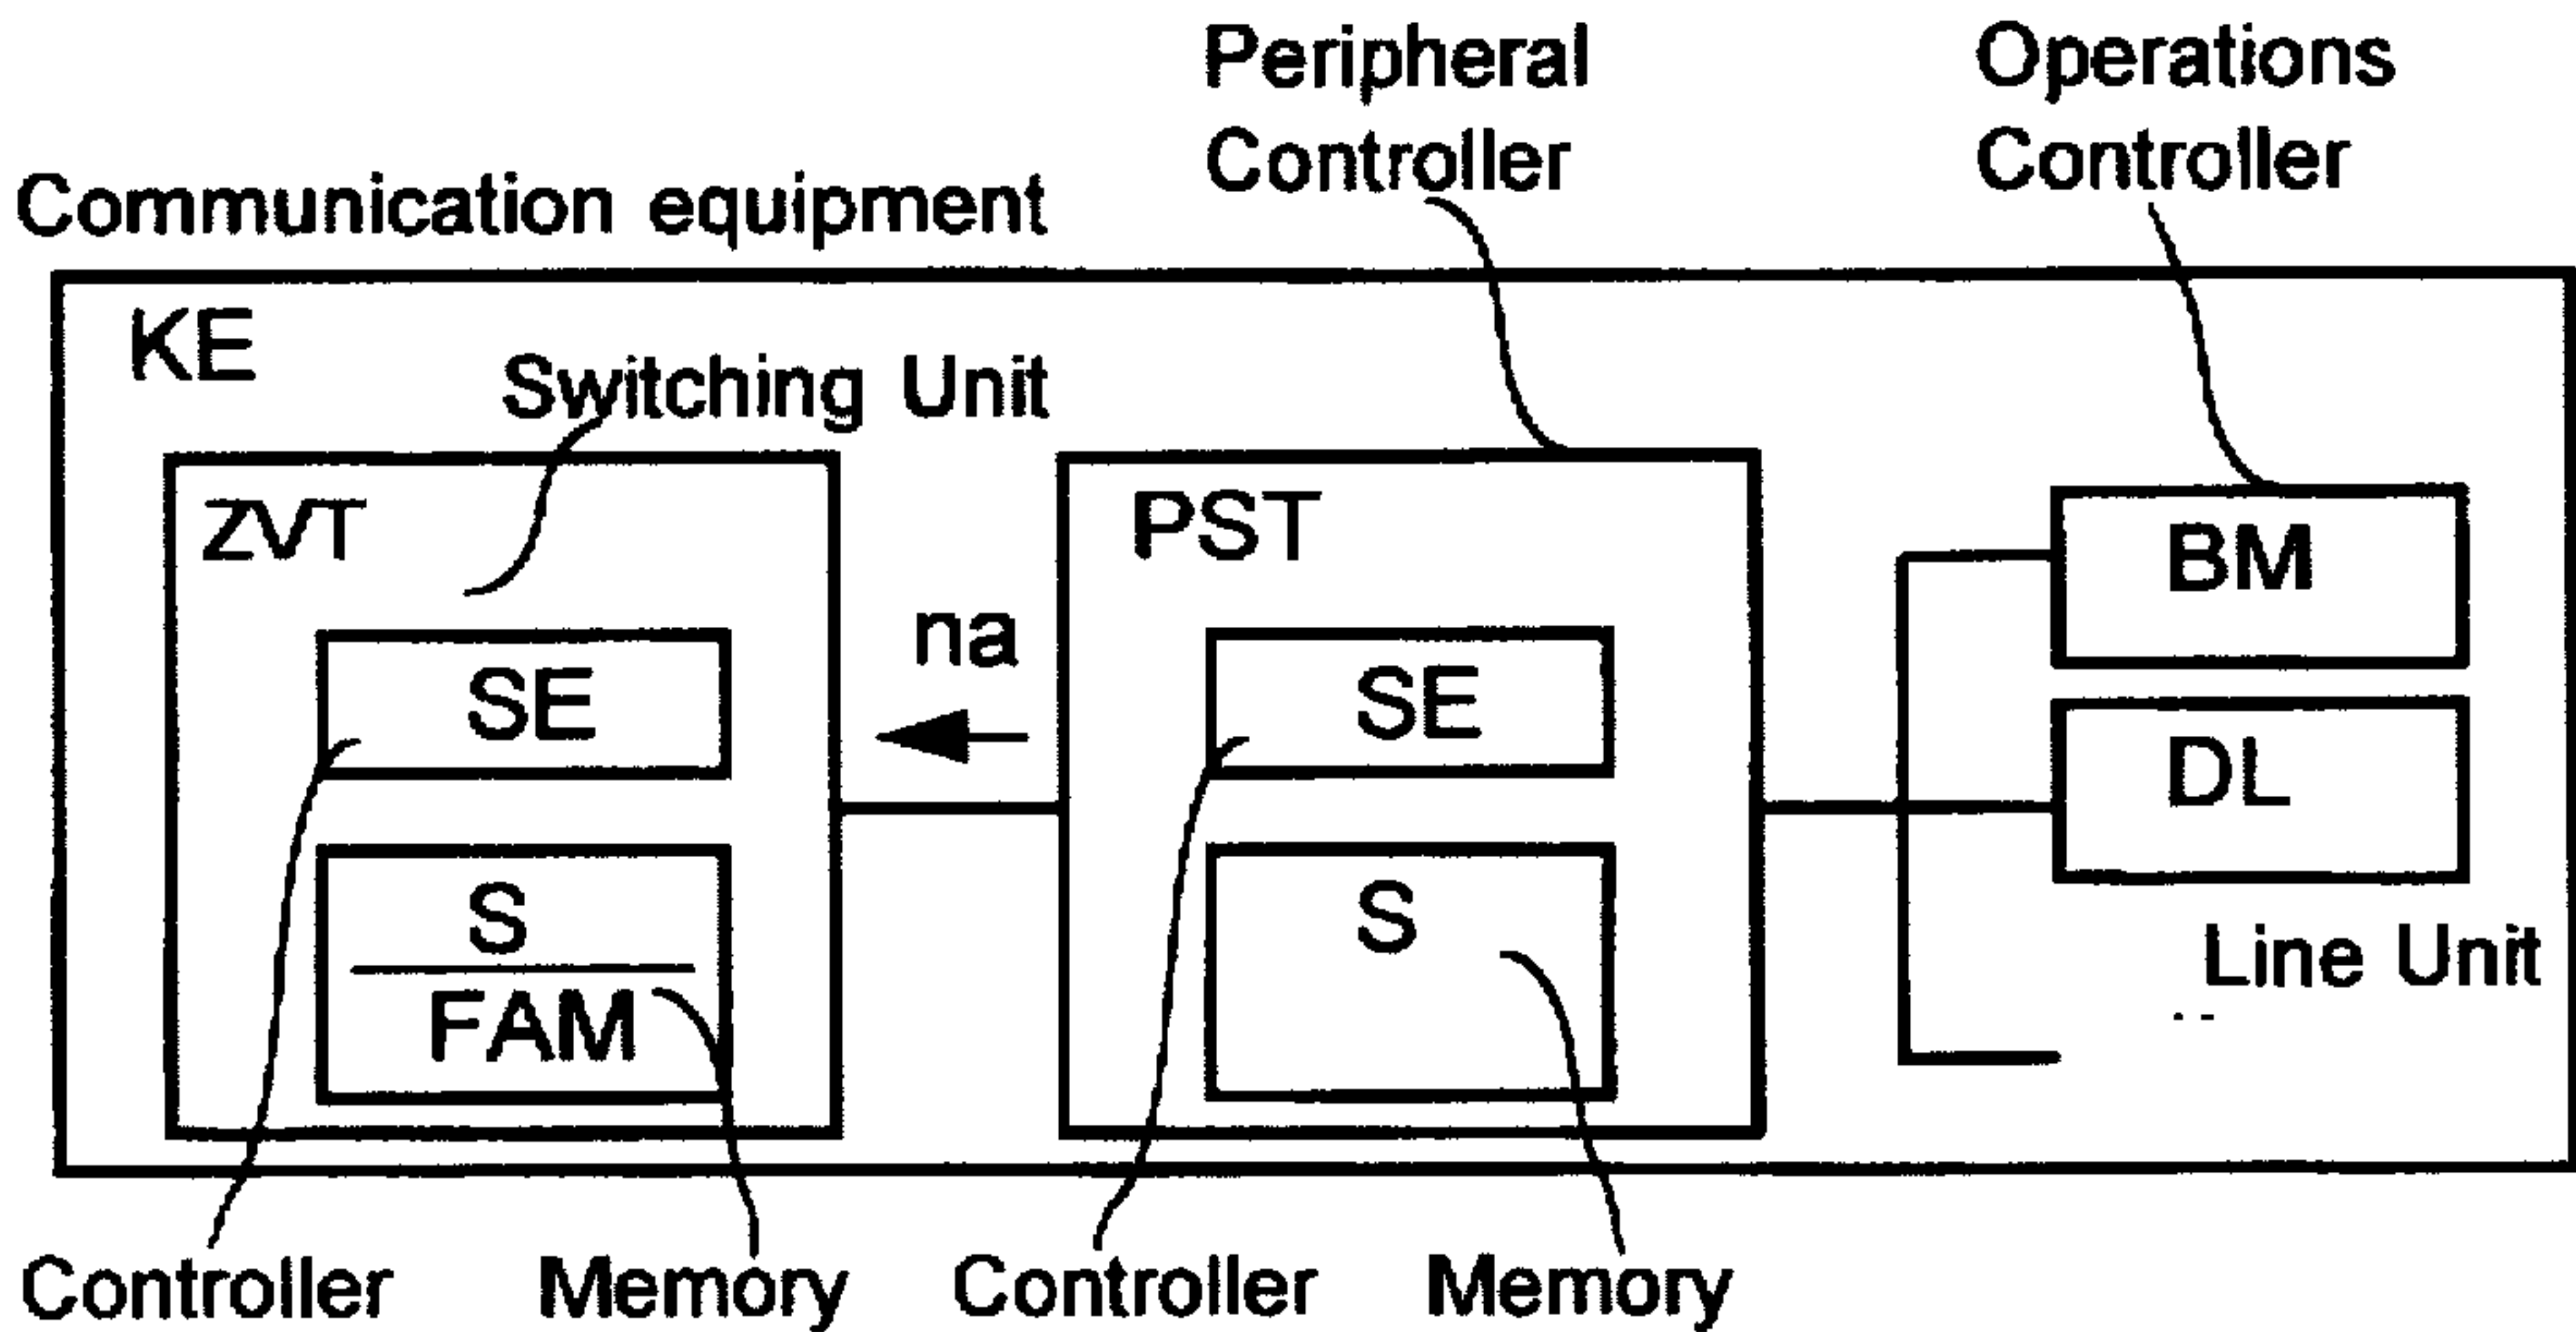 Peripheral
Controller
Operations
Controller
Communication equipment
KE
Switching Unit
ZVT
PST
BM
na
SE
SE
DL
S
FAM
S
Line Unit
Controller
Memory
Controller
Memory